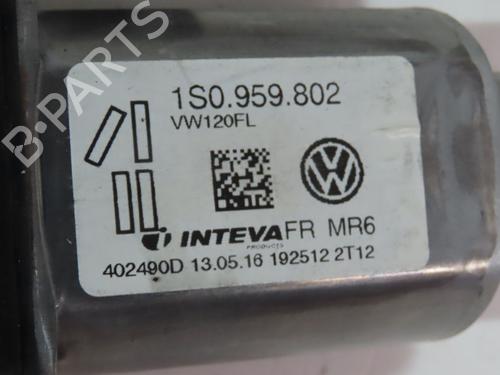 B-PARTS
1S0.959.802
VW120FL
INTEVA FR MR6
PRODUCTS
402490D 13.05.16 192512 2T12